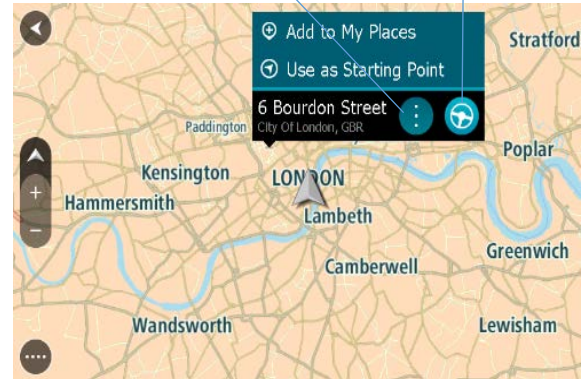 Add to My Places
Stratford
Use as Starting Point
6 Bourdon Street
City Of London, GBR
Paddington
Poplar
Kensington
LONDON
Hammersmith
Lambeth
Greenwich
Camberwell
Wandsworth
Lewisham